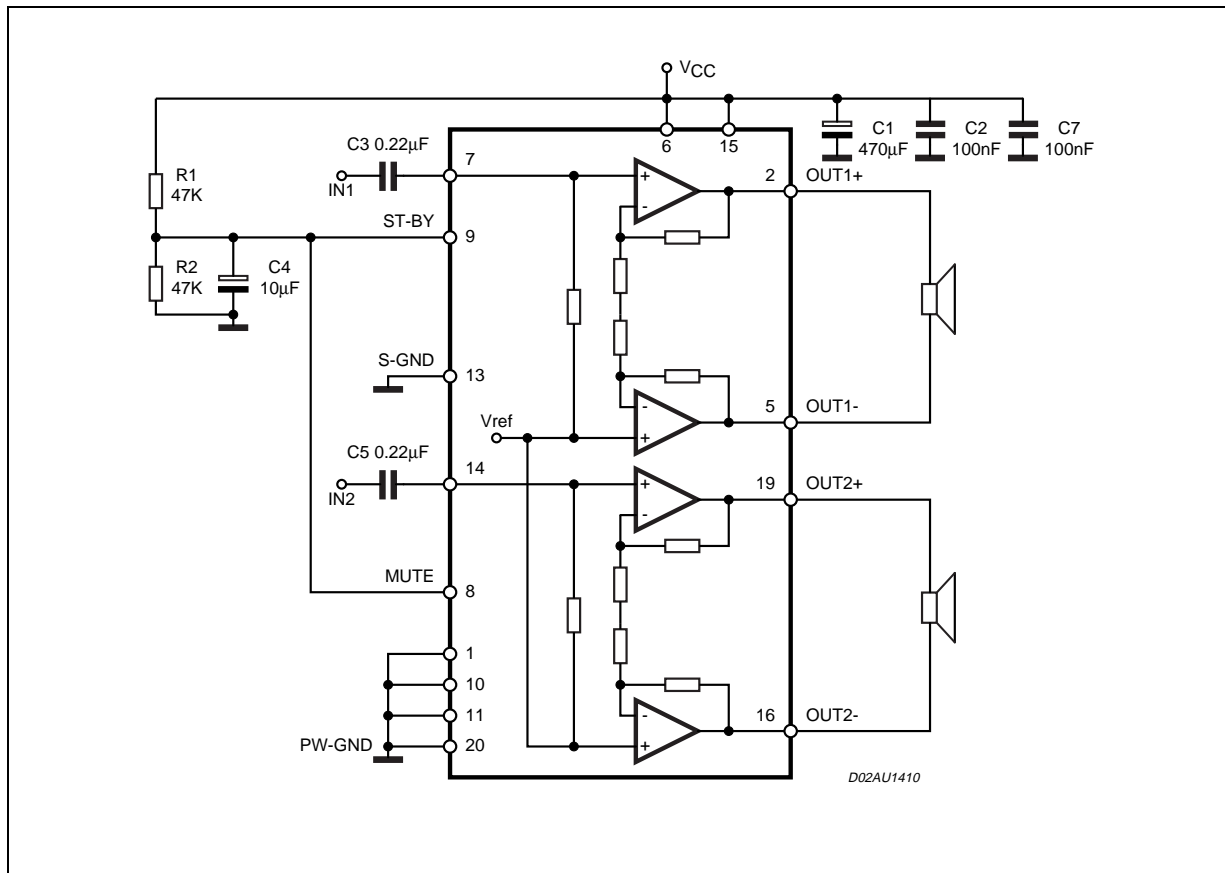 VCC
C3 0.22μF
7
6
15
C1
470μF
C2
100nF
C7
100nF
IN1
+
-
2
OUT1+
R1
47K
ST-BY
9
R2
47K
C4
10μF
S-GND
13
-
+
5
OUT1-
Vref
C5 0.22μF
14
IN2
+
-
19
OUT2+
MUTE
8
1
10
11
PW-GND
20
-
+
16
OUT2-
D02AU1410